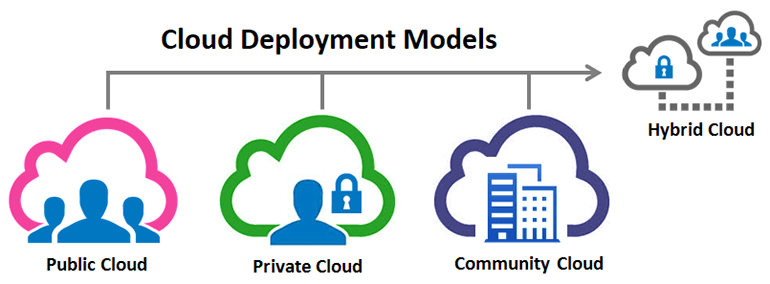 Cloud Deployment Models
Hybrid Cloud
Public Cloud
Private Cloud
Community Cloud